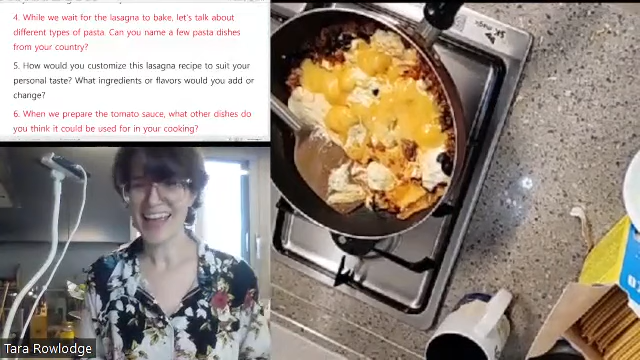 4. While we wait for the lasagna to bake, let's talk about
different types of pasta. Can you name a few pasta dishes
from your country?
5. How would you customize this lasagna recipe to suit your
personal taste? What ingredients or flavors would you add or
change?
6. When we prepare the tomato sauce, what other dishes do
you think it could be used for in your cooking?
SK
Tara Rowlodge